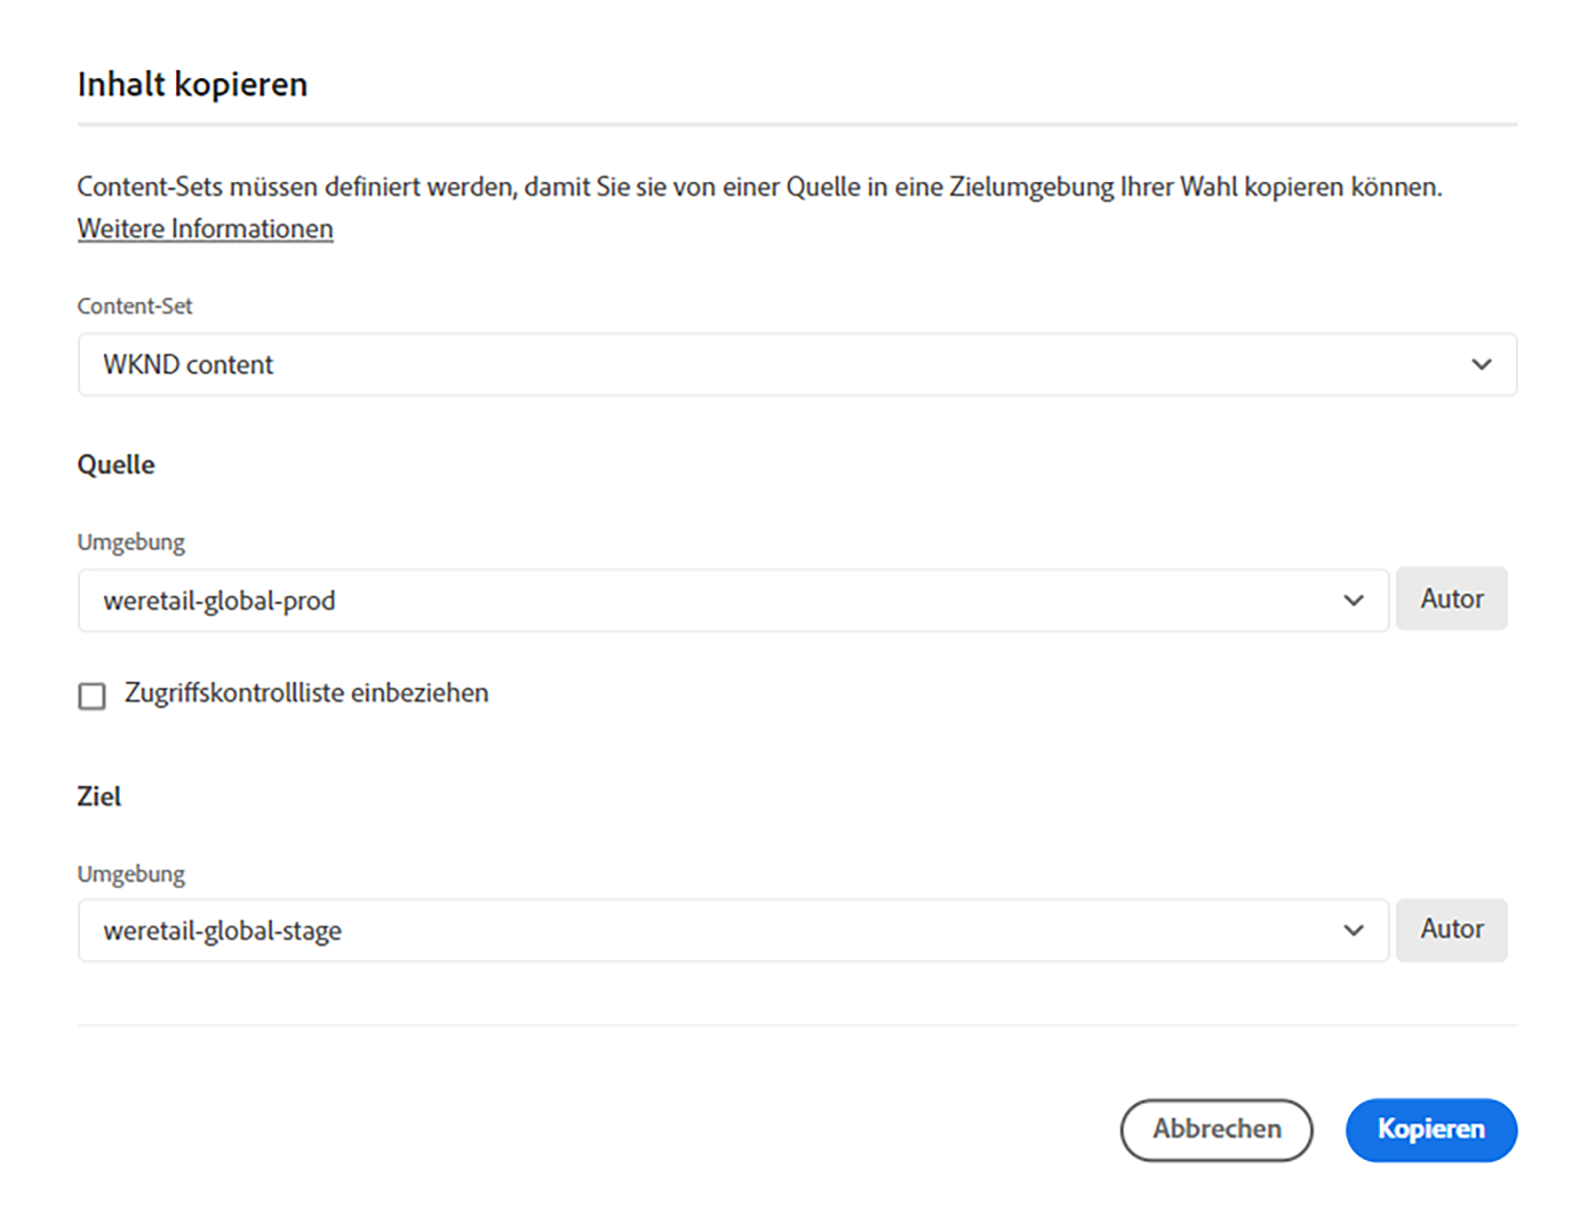 Inhalt kopieren
Content-Sets müssen definiert werden, damit Sie sie von einer Quelle in eine Zielumgebung Ihrer Wahl kopieren können.
Weitere Informationen
Content-Set
WKND content
Quelle
Umgebung
weretail-global-prod
Autor
Zugriffskontrollliste einbeziehen
Ziel
Umgebung
weretail-global-stage
Autor
Abbrechen
Kopieren